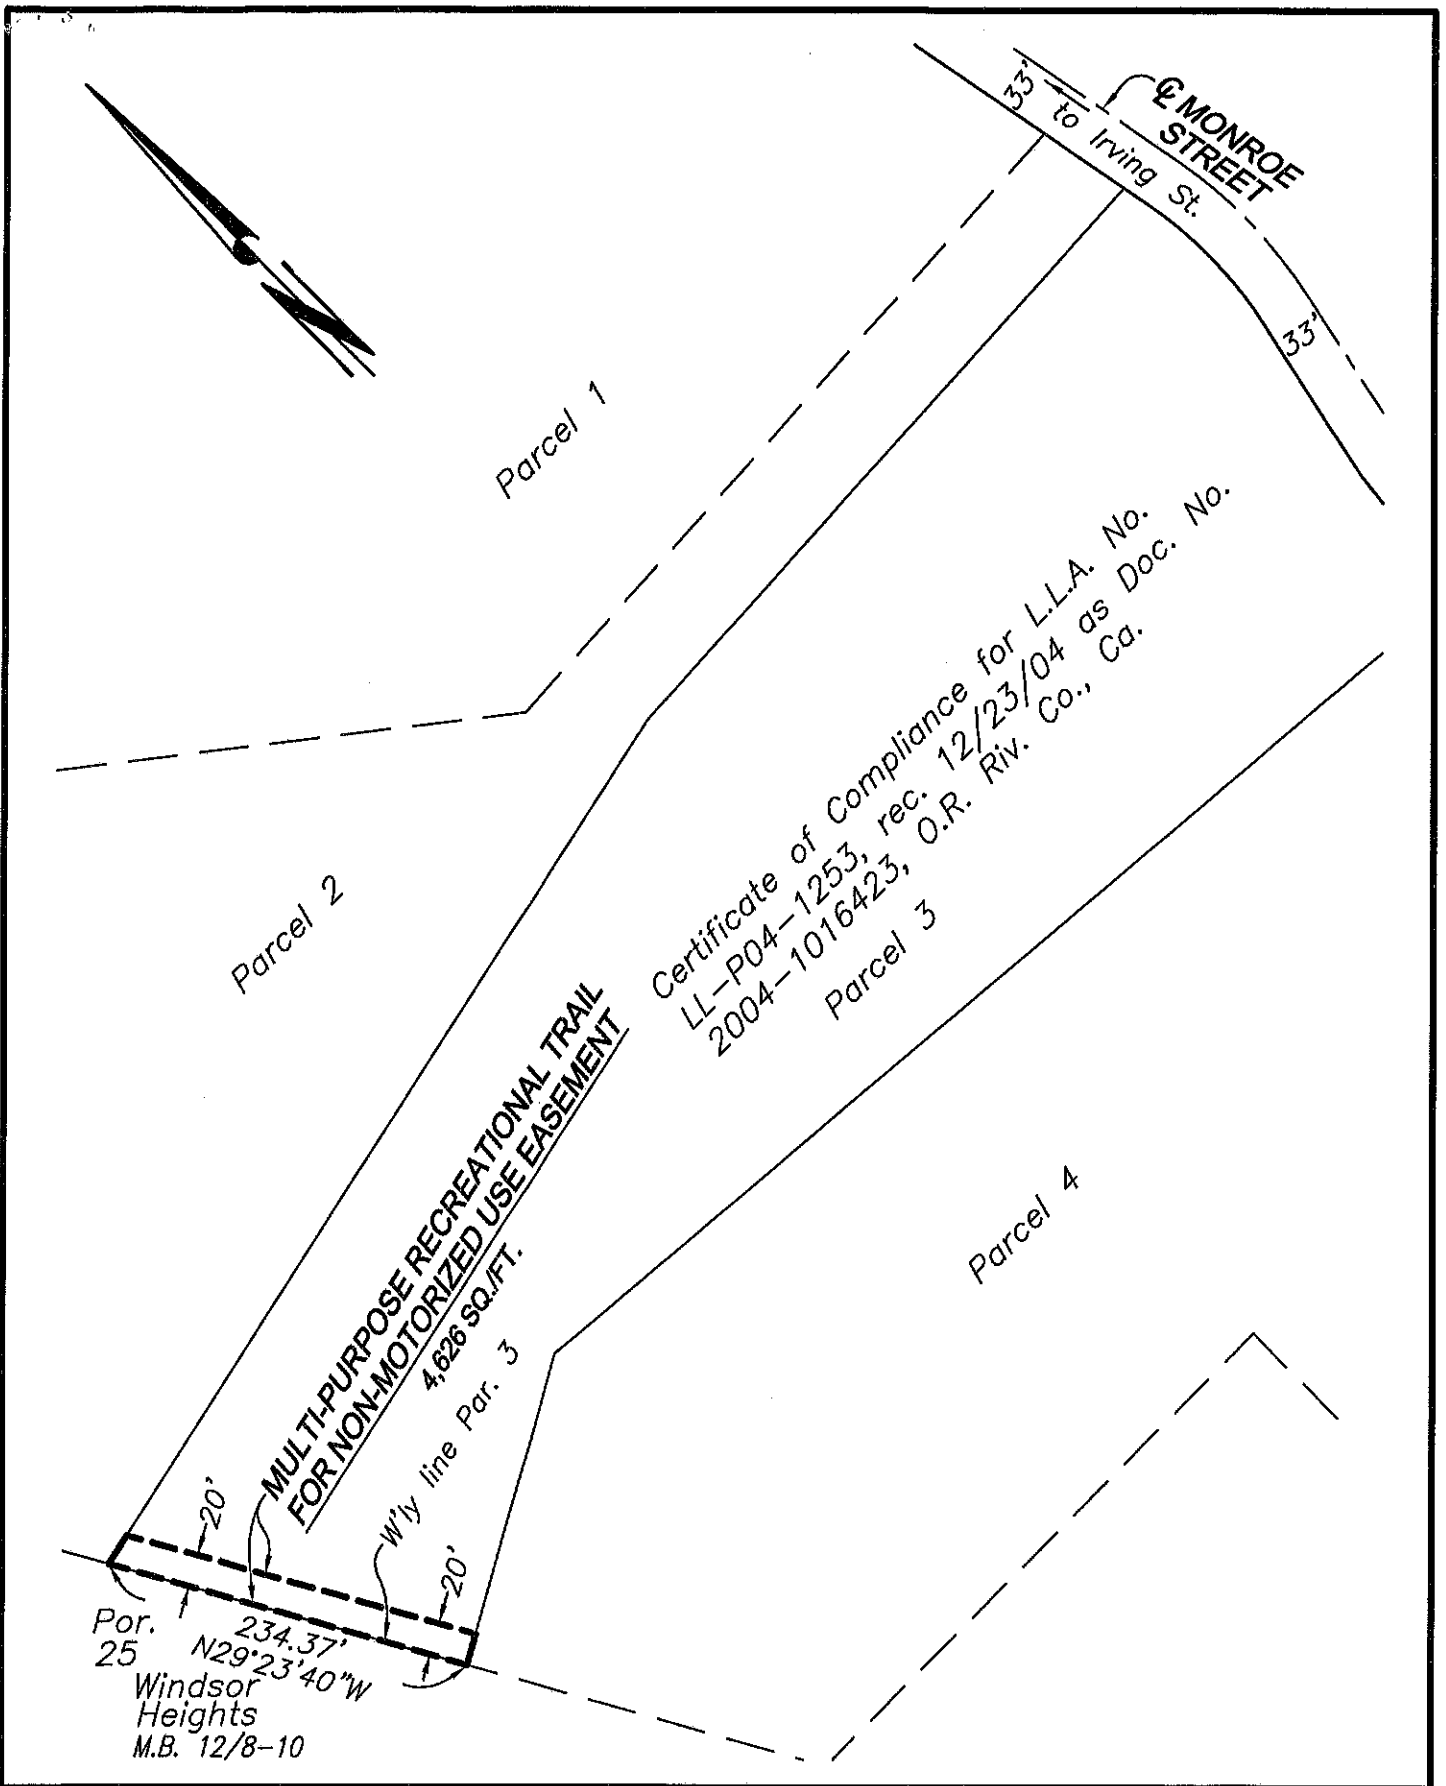 33'
to Irving St.
℄ MONROE
STREET
33'
N
Parcel 1
Certificate of Compliance for L.L.A. No.
LL-P04-1253, rec. 12/23/04 as Doc. No.
2004-1016423, O.R. Riv. Co., Ca.
Parcel 3
Parcel 2
MULTI-PURPOSE RECREATIONAL TRAIL
FOR NON-MOTORIZED USE EASEMENT
4,626 SQ./FT.
Parcel 4
W'ly line Par. 3
20'
20'
234.37'
N29°23'40"W
Por.
25
Windsor
Heights
M.B. 12/8-10